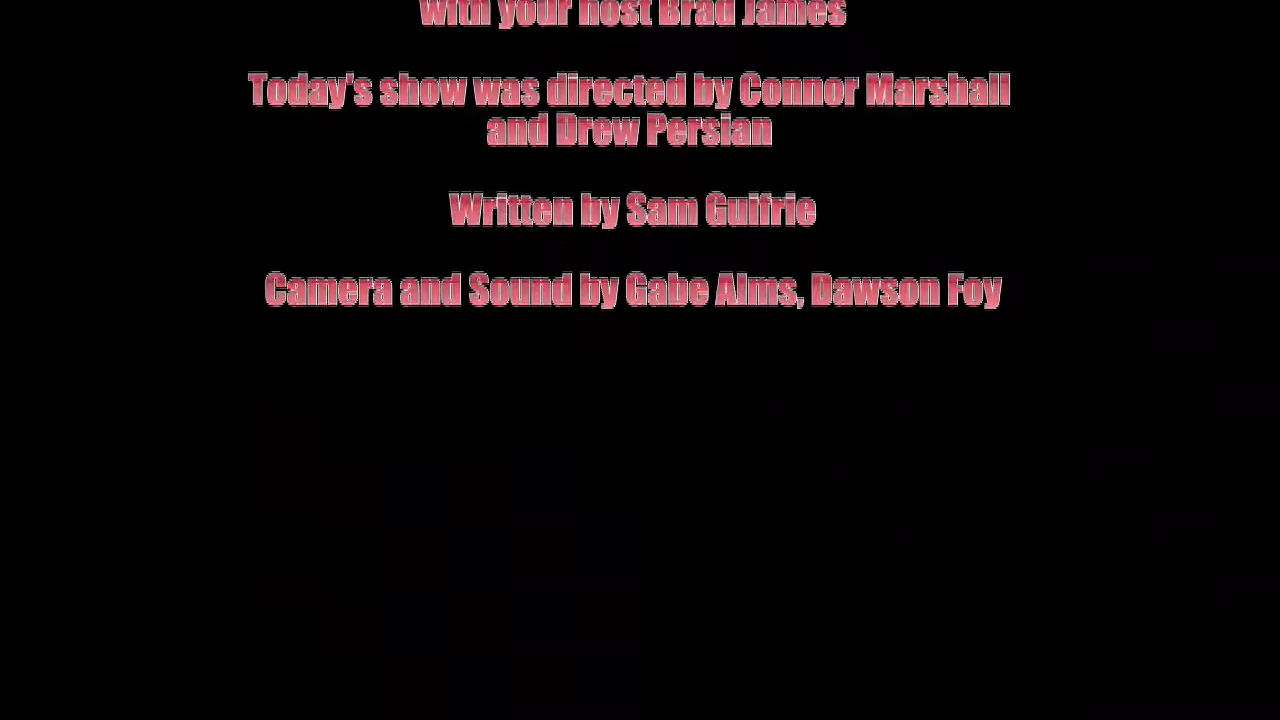 with your host Brad James
Today's show was directed by Connor Marshall
and Drew Persian
Written by Sam Guifrie
Camera and Sound by Gabe Alms, Dawson Foy